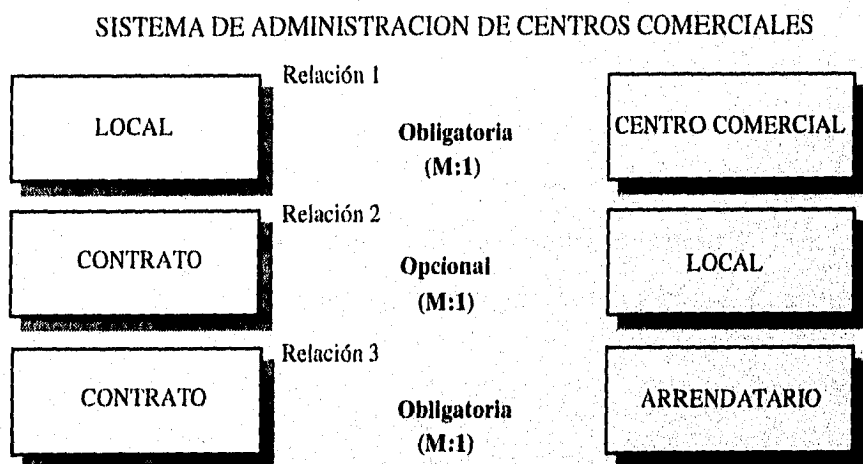 SISTEMA DE ADMINISTRACION DE CENTROS COMERCIALES
Relación 1
LOCAL
Obligatoria
(M:1)
CENTRO COMERCIAL
Relación 2
CONTRATO
Opcional
(M:1)
LOCAL
Relación 3
CONTRATO
Obligatoria
(M:1)
ARRENDATARIO